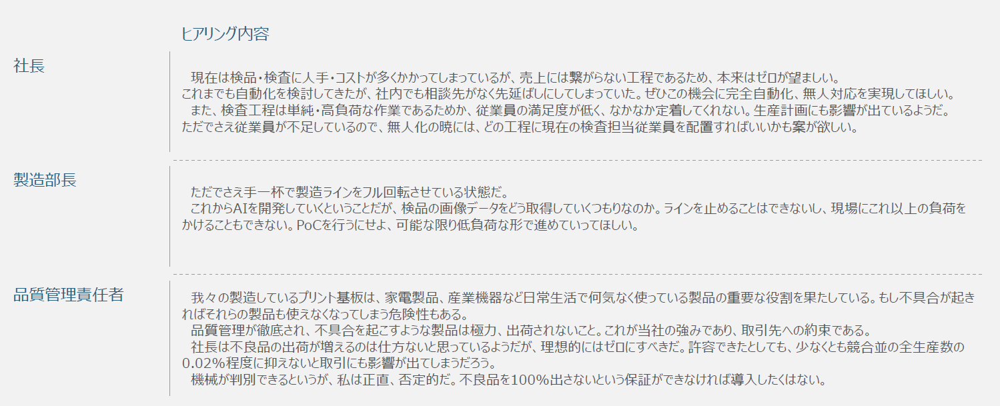 ヒアリング内容
社長
現在は検品・検査に人手・コストが多くかかってしまっているが、売上には繋がらない工程であるため、本来はゼロが望ましい。
これまでも自動化を検討してきたが、社内でも相談先がなく先延ばしにしてしまっていた。ぜひこの機会に完全自動化、無人対応を実現してほしい。
また、検査工程は単純・高負荷な作業であるためか、従業員の満足度が低く、なかなか定着してくれない。生産計画にも影響が出ているようだ。
ただでさえ従業員が不足しているので、無人化の暁には、どの工程に現在の検査担当従業員を配置すればいいかも案が欲しい。
製造部長
ただでさえ手一杯で製造ラインをフル回転させている状態だ。
これからAIを開発していくということだが、検品の画像データをどう取得していくつもりなのか。ラインを止めることはできないし、現場にこれ以上の負荷を
かけることもできない。PoCを行うにせよ、可能な限り低負荷な形で進めていってほしい。
品質管理責任者
我々の製造しているプリント基板は、家電製品、産業機器など日常生活で何気なく使っている製品の重要な役割を果たしている。もし不具合が起き
ればそれらの製品も使えなくなってしまう危険性もある。
品質管理が徹底され、不具合を起こすような製品は極力、出荷されないこと。これが当社の強みであり、取引先への約束である。
社長は不良品の出荷が増えるのは仕方ないと思っているようだが、理想的にはゼロにすべきだ。許容できたとしても、少なくとも競合並の全生産数の
0.02%程度に抑えないと取引にも影響が出てしまうだろう。
機械が判別できるというが、私は正直、否定的だ。不良品を100%出さないという保証ができなければ導入したくはない。